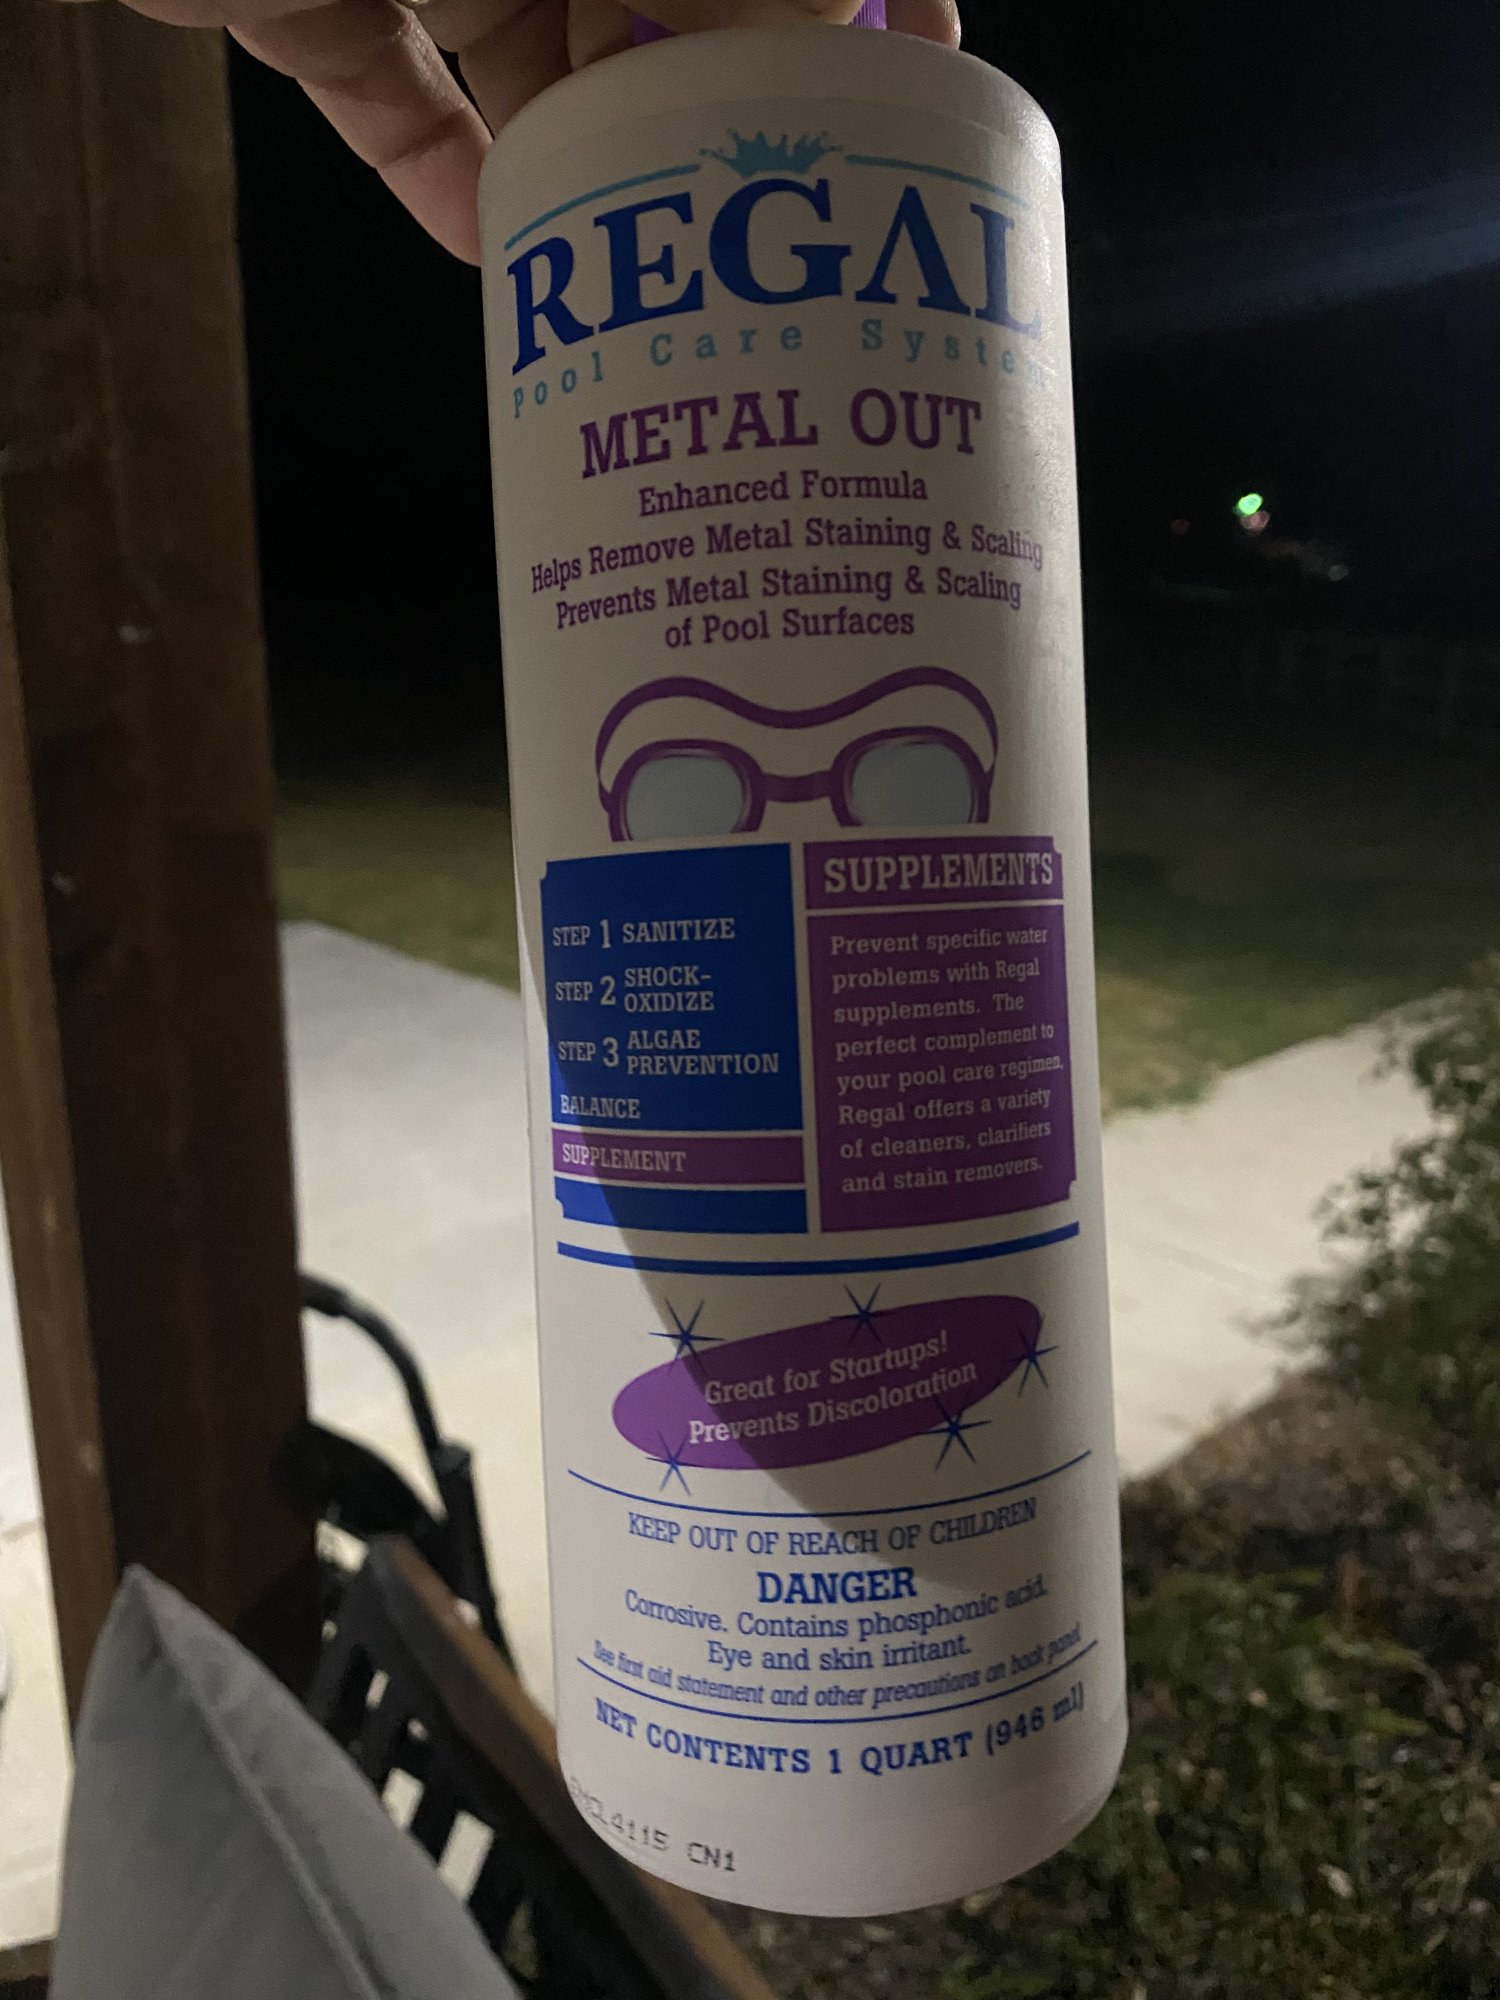 REGAL
Pool Care System
METAL OUT
Enhanced Formula
Helps Remove Metal Staining & Scaling
Prevents Metal Staining & Scaling
of Pool Surfaces
STEP 1 SANITIZE
STEP 2 SHOCK-
OXIDIZE
STEP 3 ALGAE
PREVENTION
BALANCE
SUPPLEMENT
SUPPLEMENTS
Prevent specific water
problems with Regal
supplements. The
perfect complement to
your pool care regimen,
Regal offers a variety
of cleaners, clarifiers
and stain removers.
Great for Startups!
Prevents Discoloration
KEEP OUT OF REACH OF CHILDREN
DANGER
Corrosive. Contains phosphonic acid.
Eye and skin irritant.
See first aid statement and other precautions on back panel.
NET CONTENTS 1 QUART (946 ml)
CN1